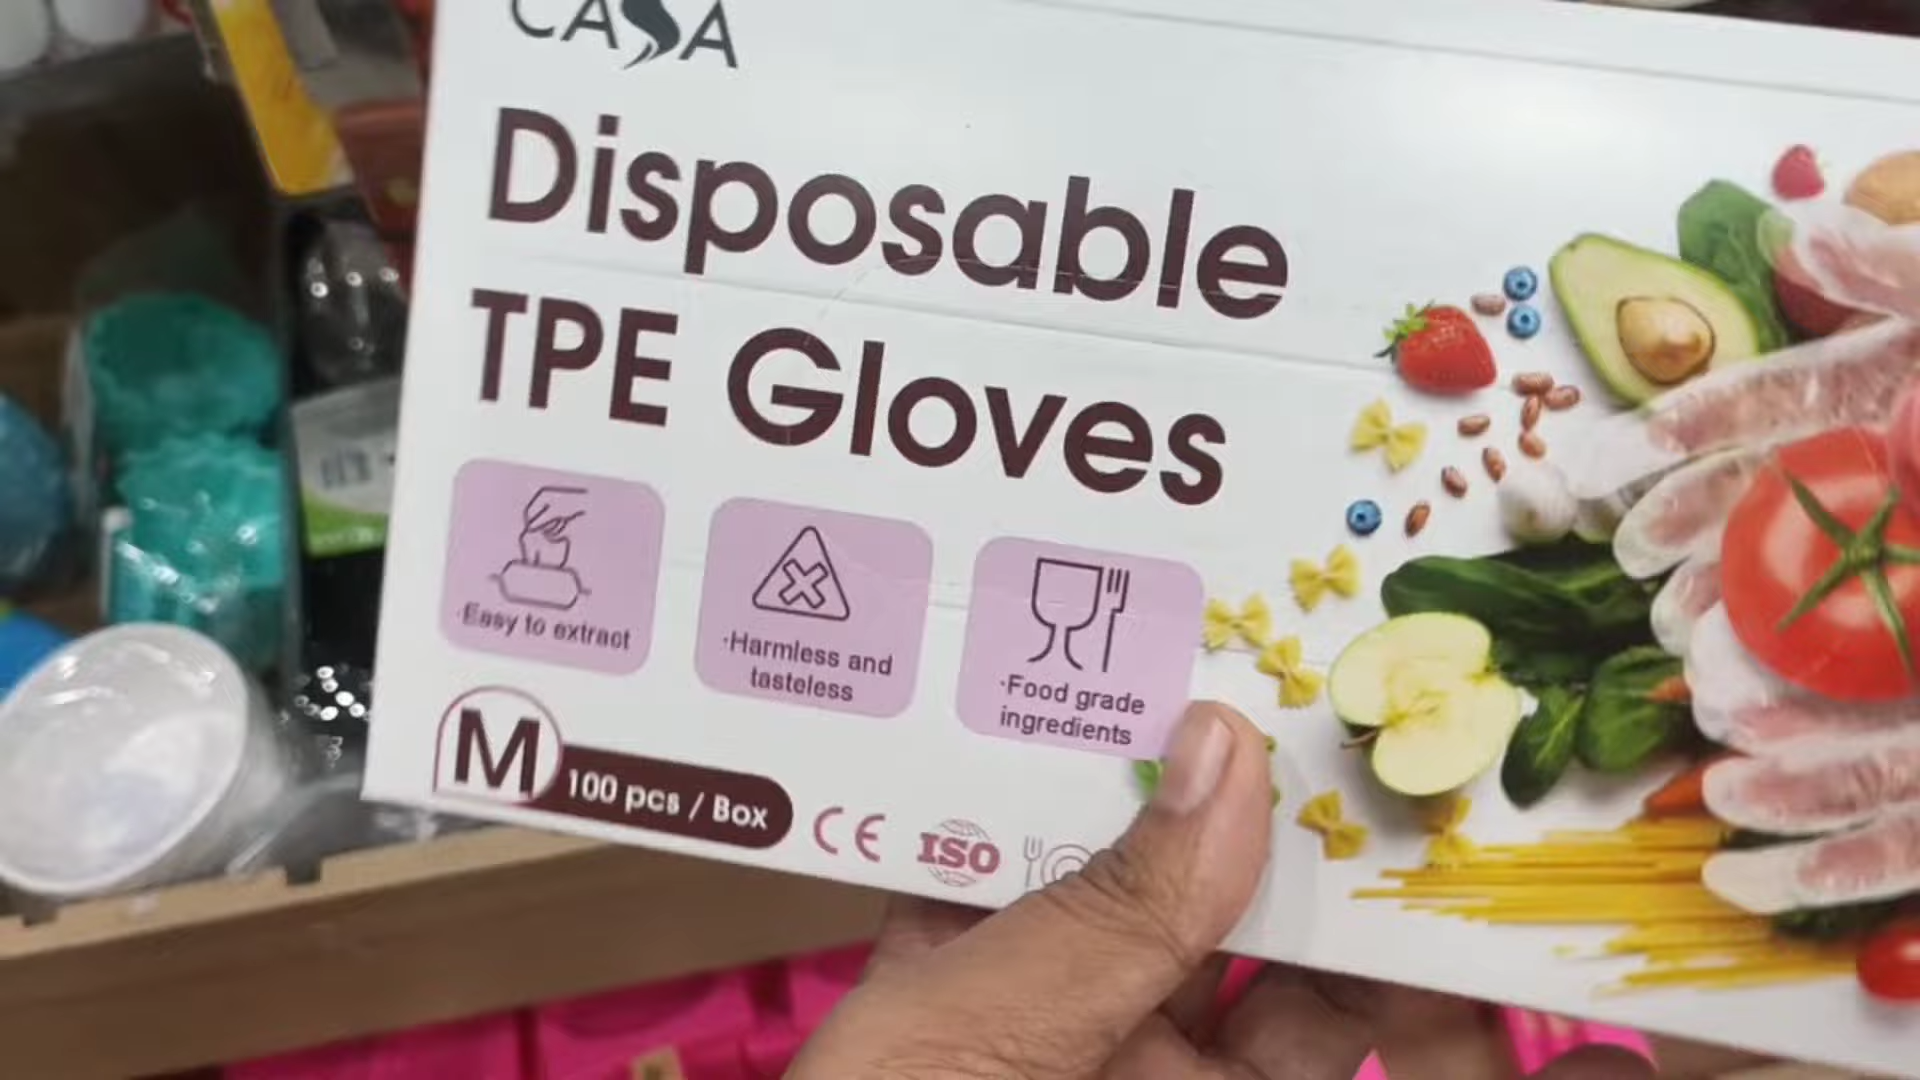 CASA
Disposable
TPE Gloves
·Easy to extract
·Harmless and
tasteless
·Food grade
ingredients
M
100 pcs / Box
CE
ISO